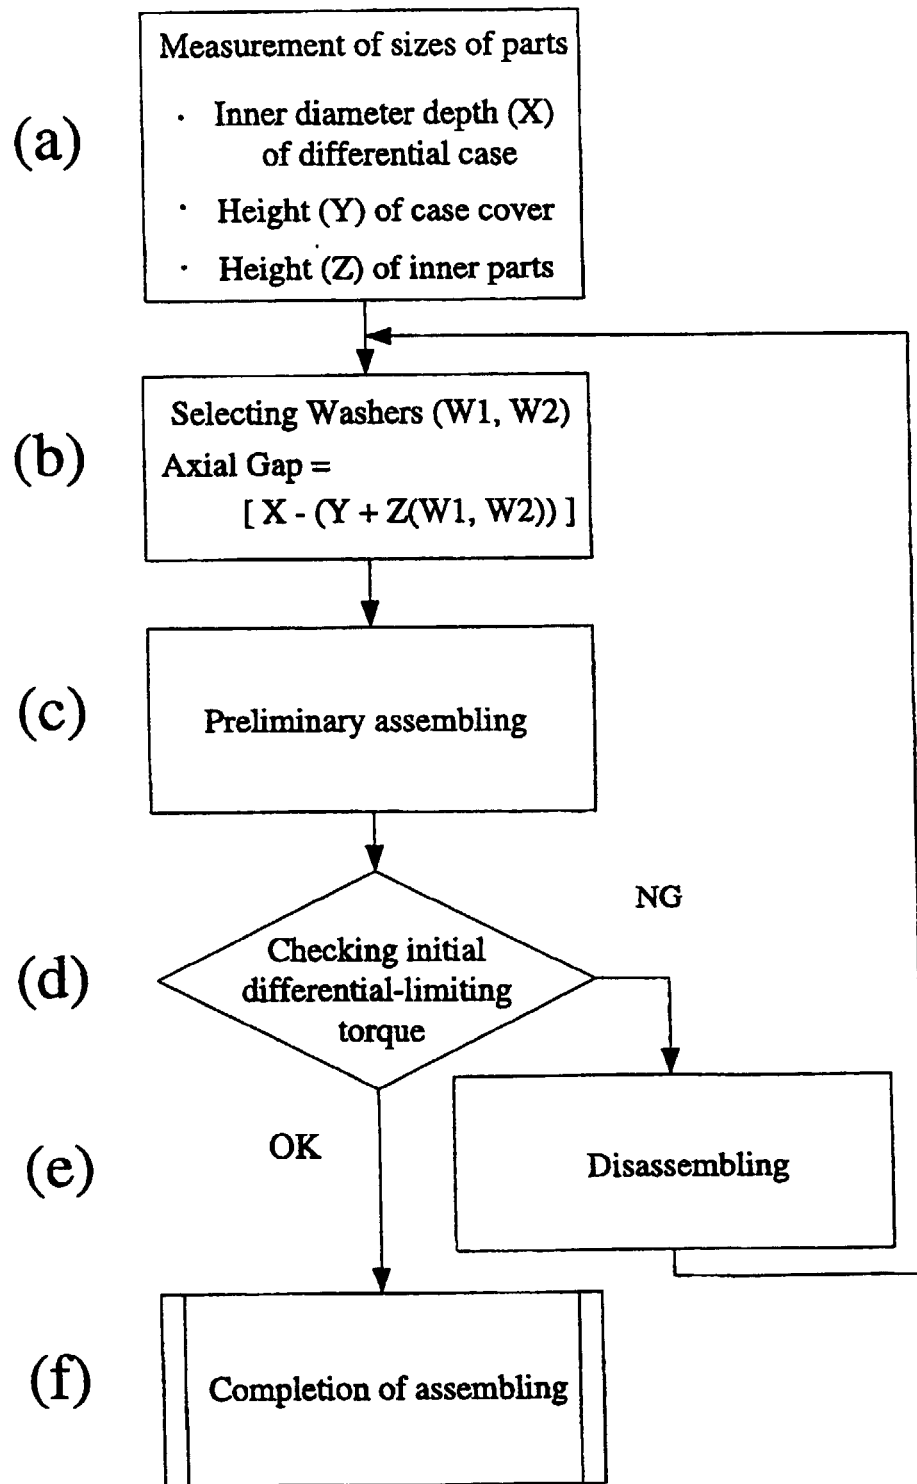 (a)
Measurement of sizes of parts
· Inner diameter depth (X)
of differential case
· Height (Y) of case cover
· Height (Z) of inner parts
(b)
Selecting Washers (W1, W2)
Axial Gap =
[ X - (Y + Z(W1, W2)) ]
(c)
Preliminary assembling
(d)
Checking initial
differential-limiting
torque
NG
OK
(e)
Disassembling
(f)
Completion of assembling